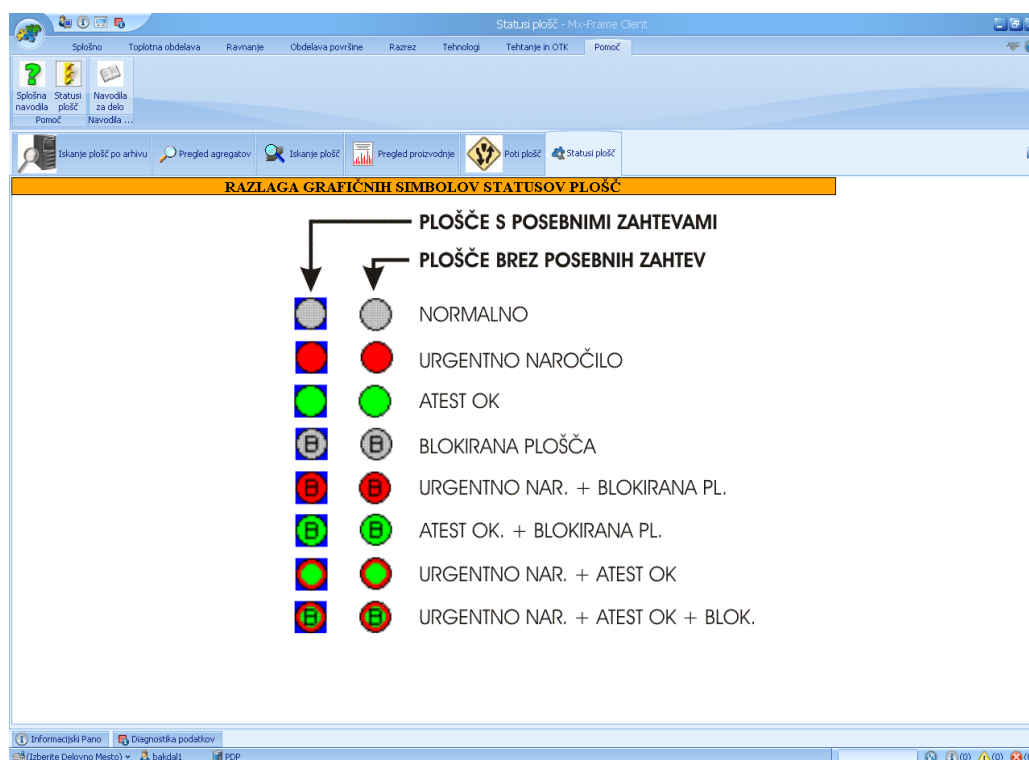 Statusi plošč - Mx-Frame Client
Splošno Toplotna obdelava Ravnanje Obdelava površine Razrez Tehnologi Tehtanje in OTK Pomoč
ABC
Splošna navodila
Statusi plošč
Navodila za delo
Pomoč Navodila ...
Iskanje plošč po arhivu Pregled agregatov Iskanje plošč Pregled proizvodnje Poti plošč Statusi plošč
RAZLAGA GRAFIČNIH SIMBOLOV STATUSOV PLOŠČ
PLOŠČE S POSEBNIMI ZAHTEVAMI
PLOŠČE BREZ POSEBNIH ZAHTEV
NORMALNO
URGENTNO NAROČILO
ATEST OK
B B BLOKIRANA PLOŠČA
B B URGENTNO NAR. + BLOKIRANA PL.
B B ATEST OK. + BLOKIRANA PL.
URGENTNO NAR. + ATEST OK
B B URGENTNO NAR. + ATEST OK + BLOK.
Informacijski Pano Diagnostika podatkov
(Izberite Delovno Mesto) bakdal1 PDP (0) (0)